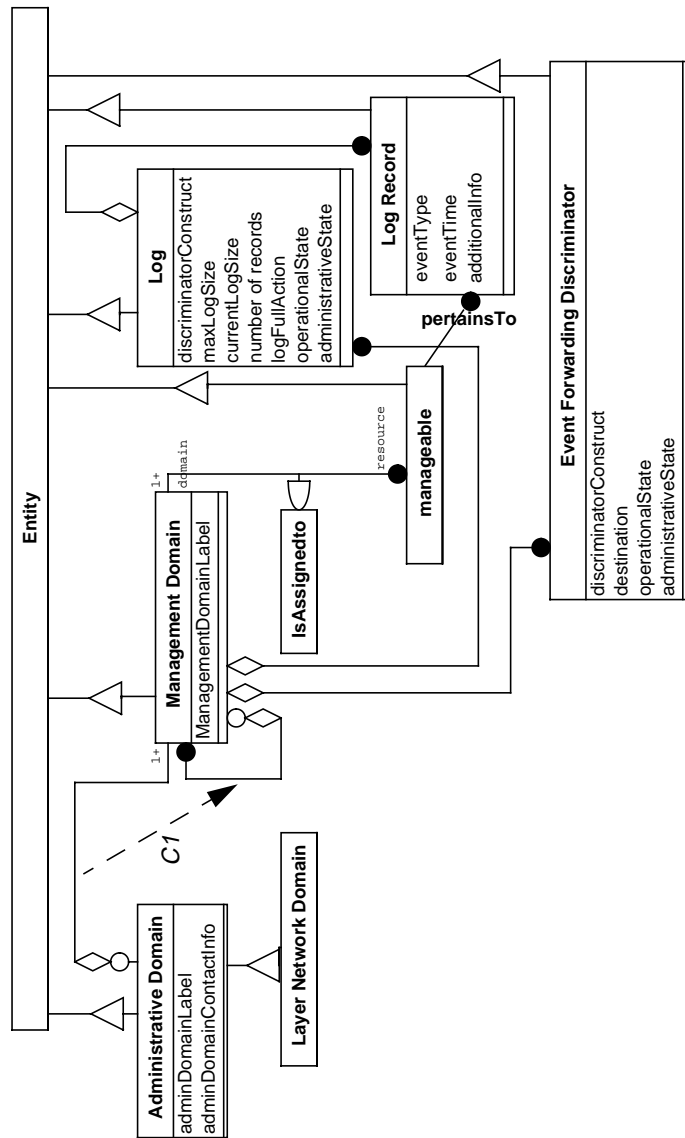 Entity
Administrative Domain
adminDomainLabel
adminDomainContactInfo
Layer Network Domain
C1
1+
Management Domain
ManagementDomainLabel
1+
domain
IsAssignedto
resource
manageable
Log
discriminatorConstruct
maxLogSize
currentLogSize
number of records
logFullAction
operationalState
administrativeState
Log Record
eventType
eventTime
additionalInfo
pertainsTo
Event Forwarding Discriminator
discriminatorConstruct
destination
operationalState
administrativeState